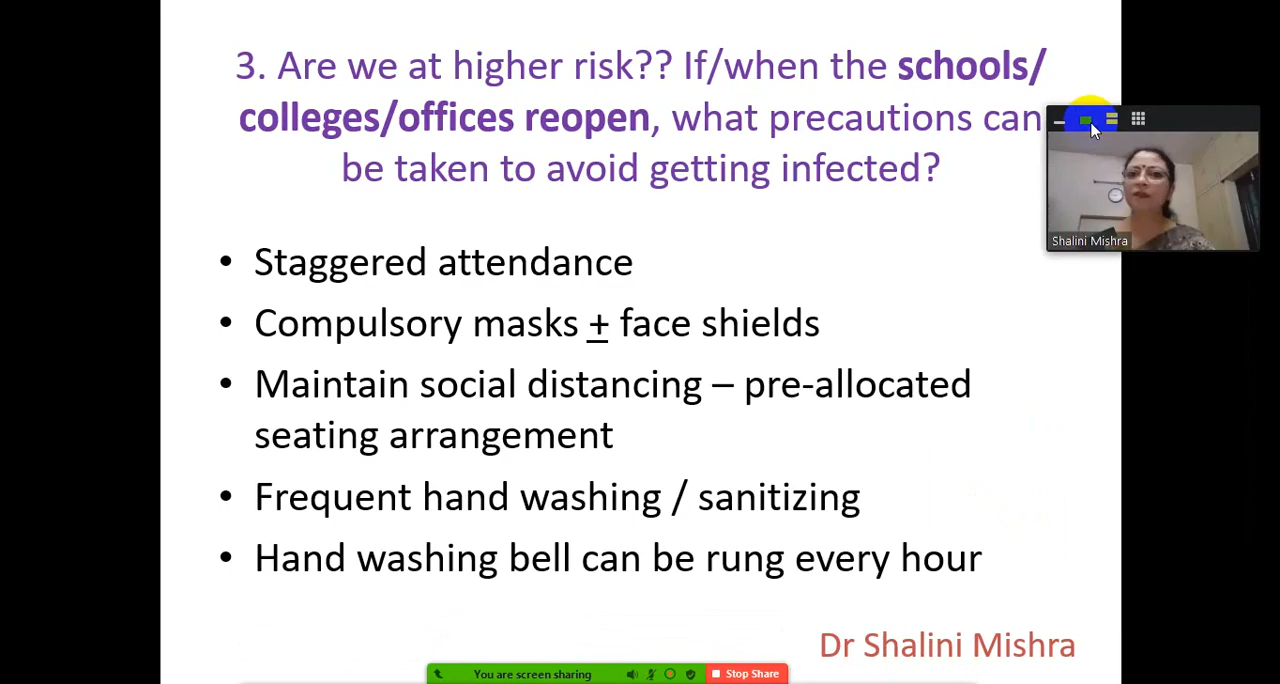 3. Are we at higher risk?? If/when the schools/
colleges/offices reopen, what precautions can
be taken to avoid getting infected?
Shalini Mishra
• Staggered attendance
• Compulsory masks ± face shields
• Maintain social distancing – pre-allocated
seating arrangement
• Frequent hand washing / sanitizing
• Hand washing bell can be rung every hour
Dr Shalini Mishra
You are screen sharing
Stop Share